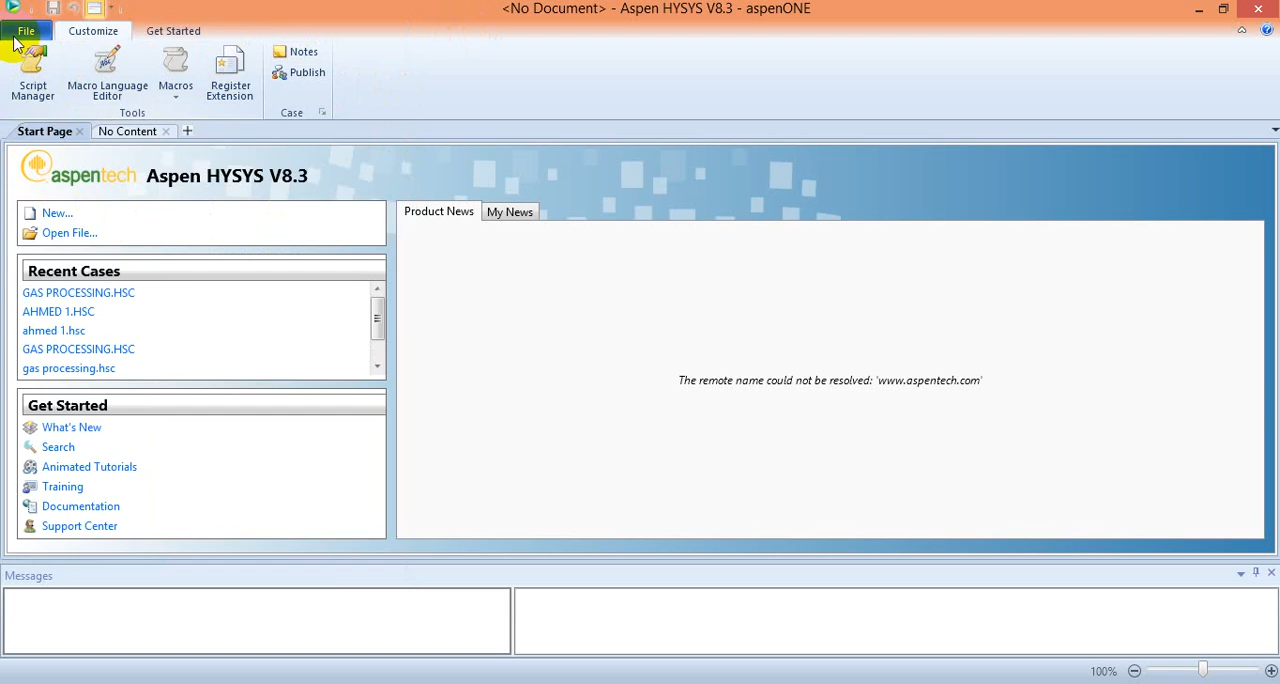 <No Document> - Aspen HYSYS V8.3 - aspenONE
File Customize Get Started
Script Manager
Macro Language Editor
Macros
Register Extension
Notes
Publish
Tools
Case
Start Page No Content
aspentech Aspen HYSYS V8.3
New...
Open File...
Product News My News
Recent Cases
GAS PROCESSING.HSC
AHMED 1.HSC
ahmed 1.hsc
GAS PROCESSING.HSC
gas processing.hsc
The remote name could not be resolved: 'www.aspentech.com'
Get Started
What's New
Search
Animated Tutorials
Training
Documentation
Support Center
Messages
100%